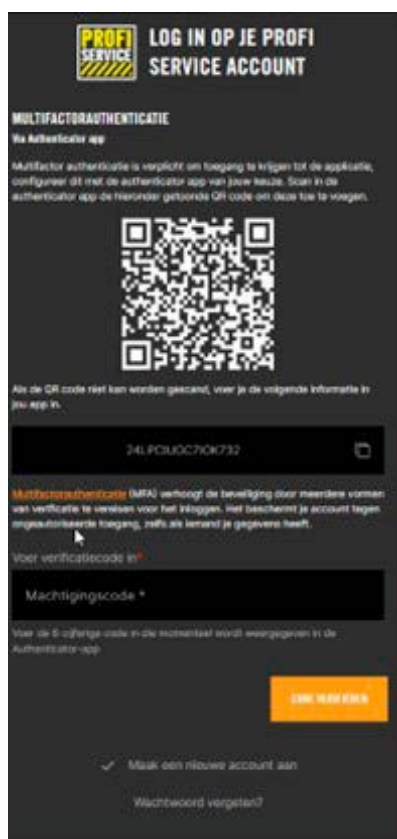 PROFI
SERVICE
LOG IN OP JE PROFI
SERVICE ACCOUNT
MULTIFACTORAUTHENTICATIE
Via Authenticator app
Multifactor authenticatie is verplicht om toegang te krijgen tot de applicatie,
configureer dit met de authenticator app van jouw keuze. Scan in de
authenticator app de hieronder getoonde QR code om deze toe te voegen.
Als de QR code niet kan worden gescand, voer je de volgende informatie in
jou app in.
Multifactorauthenticatie (MFA) verhoogt de beveiliging door meerdere vormen
van verificatie te vereisen voor het inloggen. Het beschermt je account tegen
ongeautoriseerde toegang, zelfs als iemand je gegevens heeft.
Voer verificatiecode in*
Machtigingscode *
Voer de 6-cijferige code in die momenteel wordt weergegeven in de
Authenticator-app
CODE VERIFIËREN
Maak een nieuwe account aan
Wachtwoord vergeten?